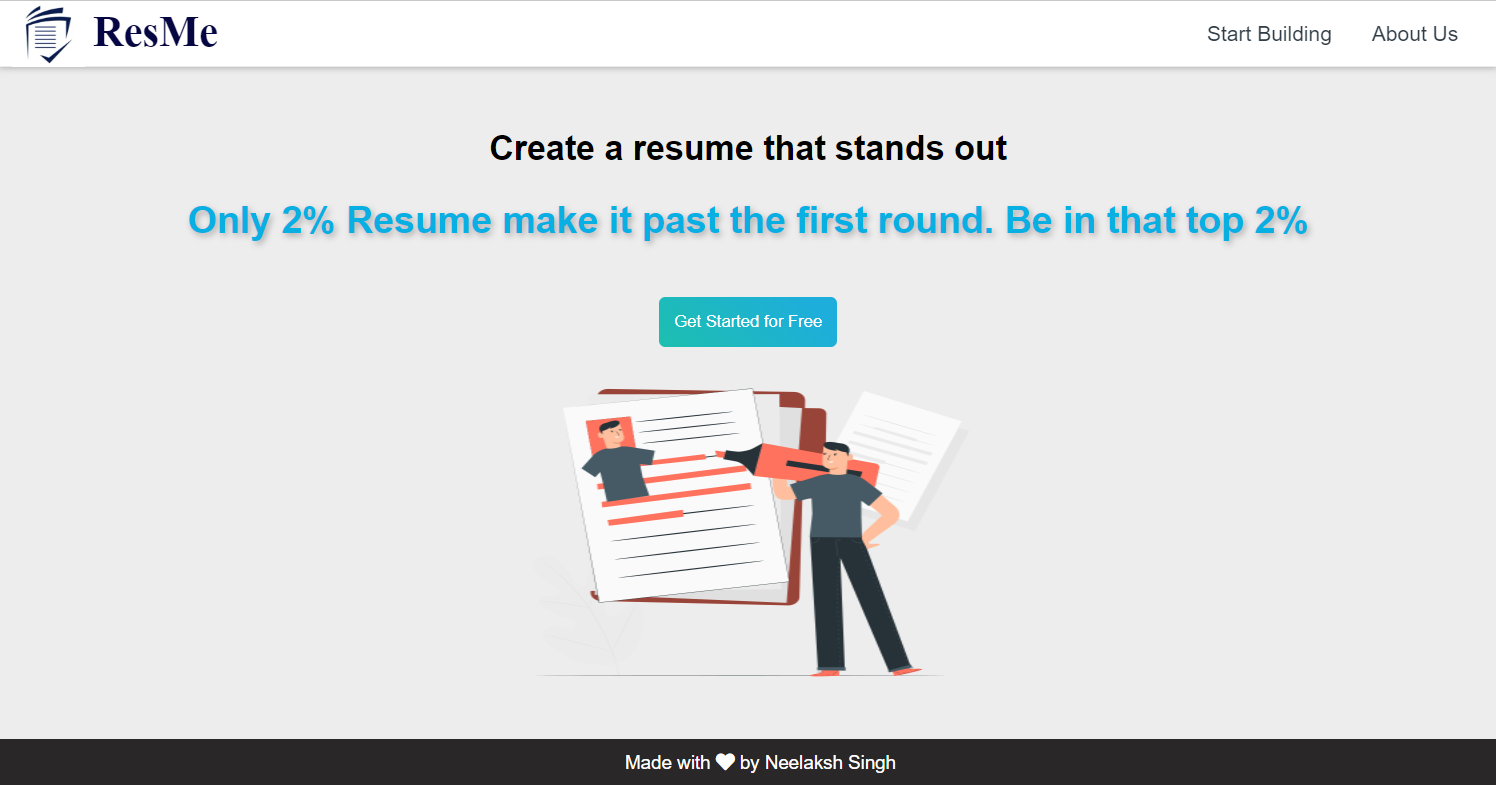 ResMe
Start Building
About Us
Create a resume that stands out
Only 2% Resume make it past the first round. Be in that top 2%
Get Started for Free
Made with ♥ by Neelaksh Singh